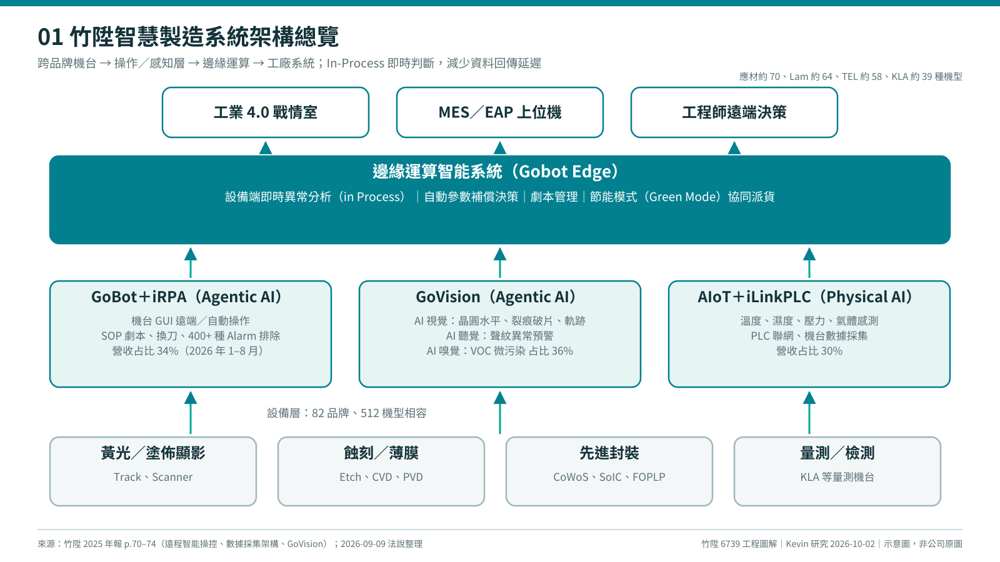 01 竹陞智慧製造系統架構總覽
跨品牌機台 → 操作／感知層 → 邊緣運算 → 工廠系統；In-Process 即時判斷，減少資料回傳延遲
應材約 70、Lam 約 64、TEL 約 58、KLA 約 39 種機型
工業 4.0 戰情室
MES／EAP 上位機
工程師遠端決策
邊緣運算智能系統（Gobot Edge）
設備端即時異常分析（in Process）｜自動參數補償決策｜劇本管理｜節能模式（Green Mode）協同派貨
GoBot＋iRPA（Agentic AI）
機台 GUI 遠端／自動操作
SOP 劇本、換刀、400+ 種 Alarm 排除
營收占比 34%（2026 年 1–8 月）
GoVision（Agentic AI）
AI 視覺：晶圓水平、裂痕破片、軌跡
AI 聽覺：聲紋異常預警
AI 嗅覺：VOC 微污染 占比 36%
AIoT＋iLinkPLC（Physical AI）
溫度、濕度、壓力、氣體感測
PLC 聯網、機台數據採集
營收占比 30%
設備層：82 品牌、512 機型相容
黃光／塗佈顯影
Track、Scanner
蝕刻／薄膜
Etch、CVD、PVD
先進封裝
CoWoS、SoIC、FOPLP
量測／檢測
KLA 等量測機台
來源：竹陞 2025 年報 p.70–74（遠程智能操控、數據採集架構、GoVision）；2026-09-09 法說整理
竹陞 6739 工程圖解｜Kevin 研究 2026-10-02｜示意圖，非公司原圖